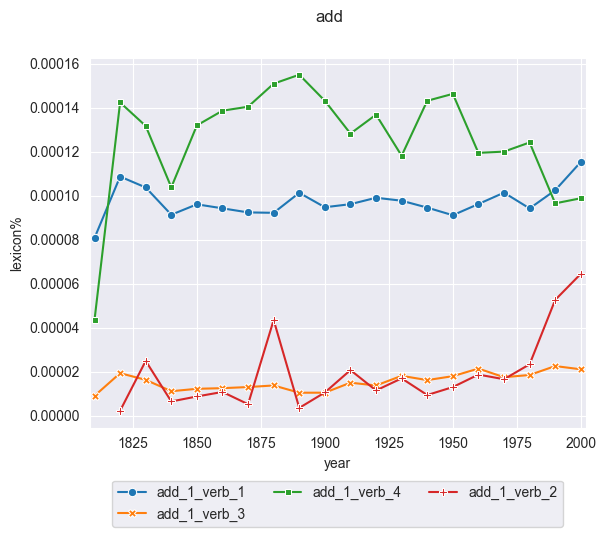 add
0.00016
0.00014
0.00012
0.00010
0.00008
0.00006
0.00004
0.00002
0.00000
lexicon%
1825 1850 1875 1900 1925 1950 1975 2000
year
add_1_verb_1 add_1_verb_4 add_1_verb_2
add_1_verb_3